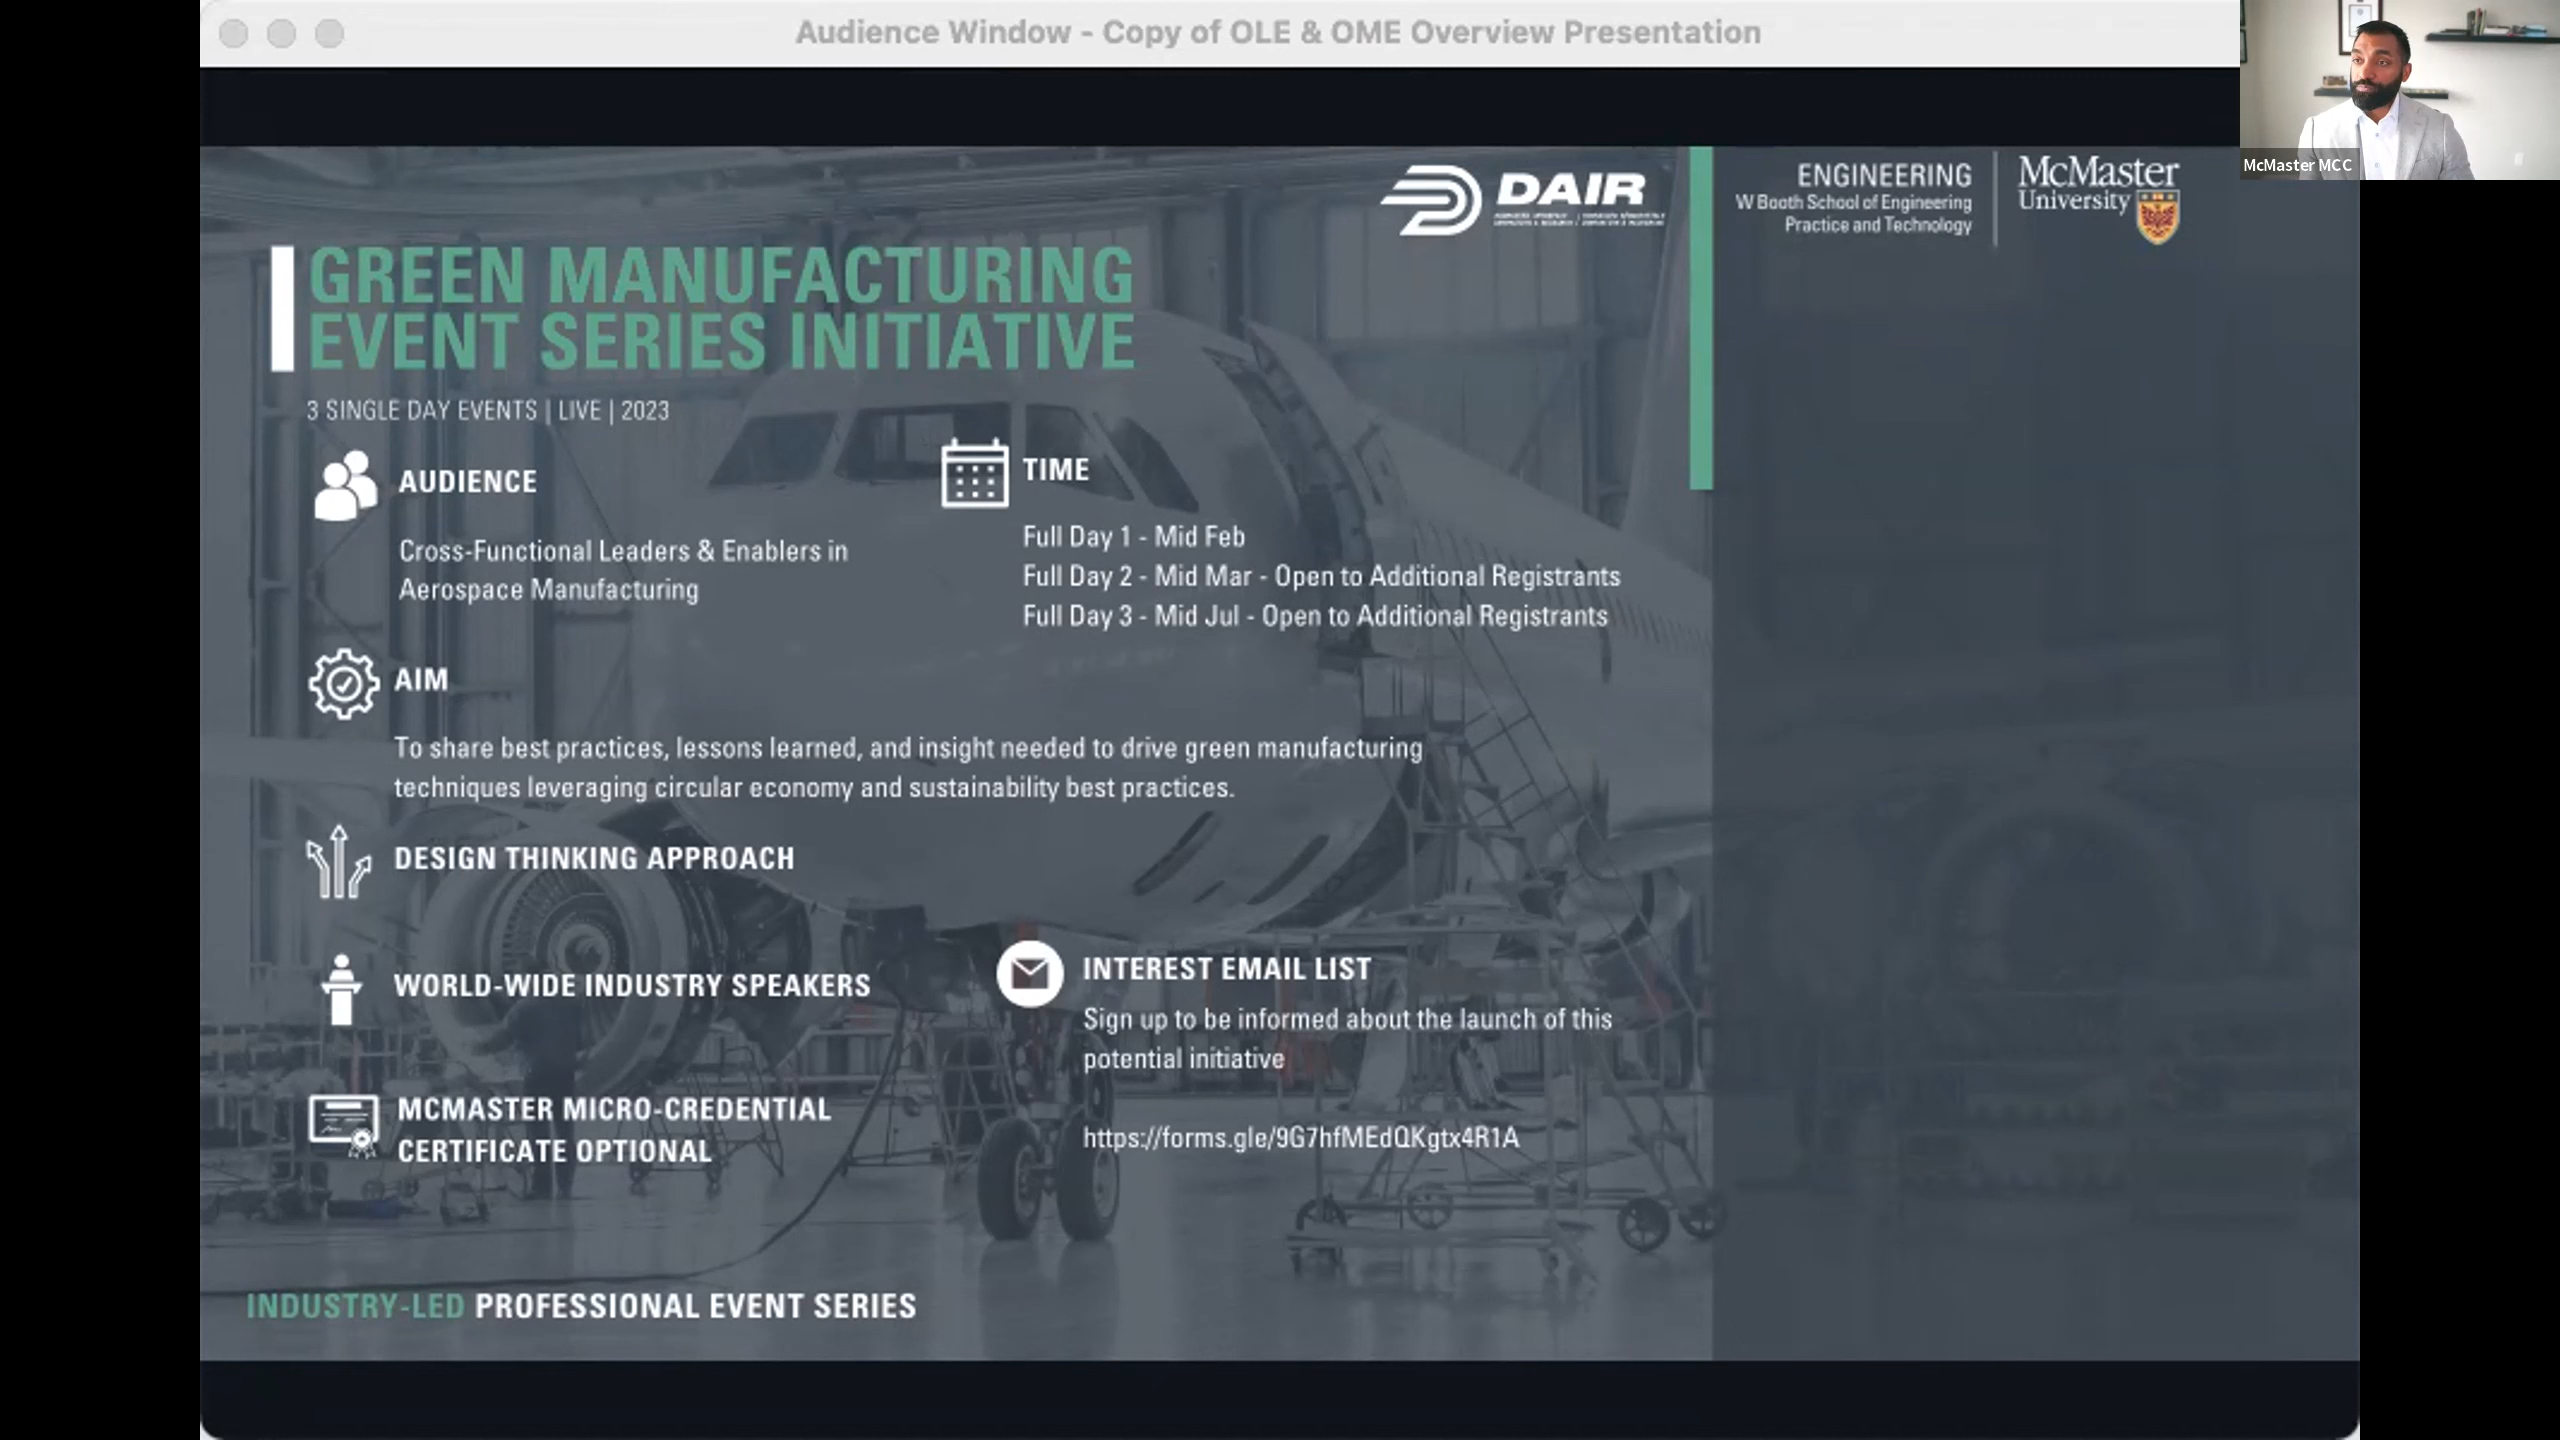 Audience Window - Copy of OLE & OME Overview Presentation
McMaster MCC
DAIR
ENGINEERING
W Booth School of Engineering
Practice and Technology
McMaster
University
GREEN MANUFACTURING
EVENT SERIES INITIATIVE
3 SINGLE DAY EVENTS | LIVE | 2023
AUDIENCE
Cross-Functional Leaders & Enablers in
Aerospace Manufacturing
TIME
Full Day 1 - Mid Feb
Full Day 2 - Mid Mar - Open to Additional Registrants
Full Day 3 - Mid Jul - Open to Additional Registrants
AIM
To share best practices, lessons learned, and insight needed to drive green manufacturing
techniques leveraging circular economy and sustainability best practices.
DESIGN THINKING APPROACH
WORLD-WIDE INDUSTRY SPEAKERS
MCMASTER MICRO-CREDENTIAL
CERTIFICATE OPTIONAL
INTEREST EMAIL LIST
Sign up to be informed about the launch of this
potential initiative
https://forms.gle/9G7hfMEdQKgtx4R1A
INDUSTRY-LED PROFESSIONAL EVENT SERIES